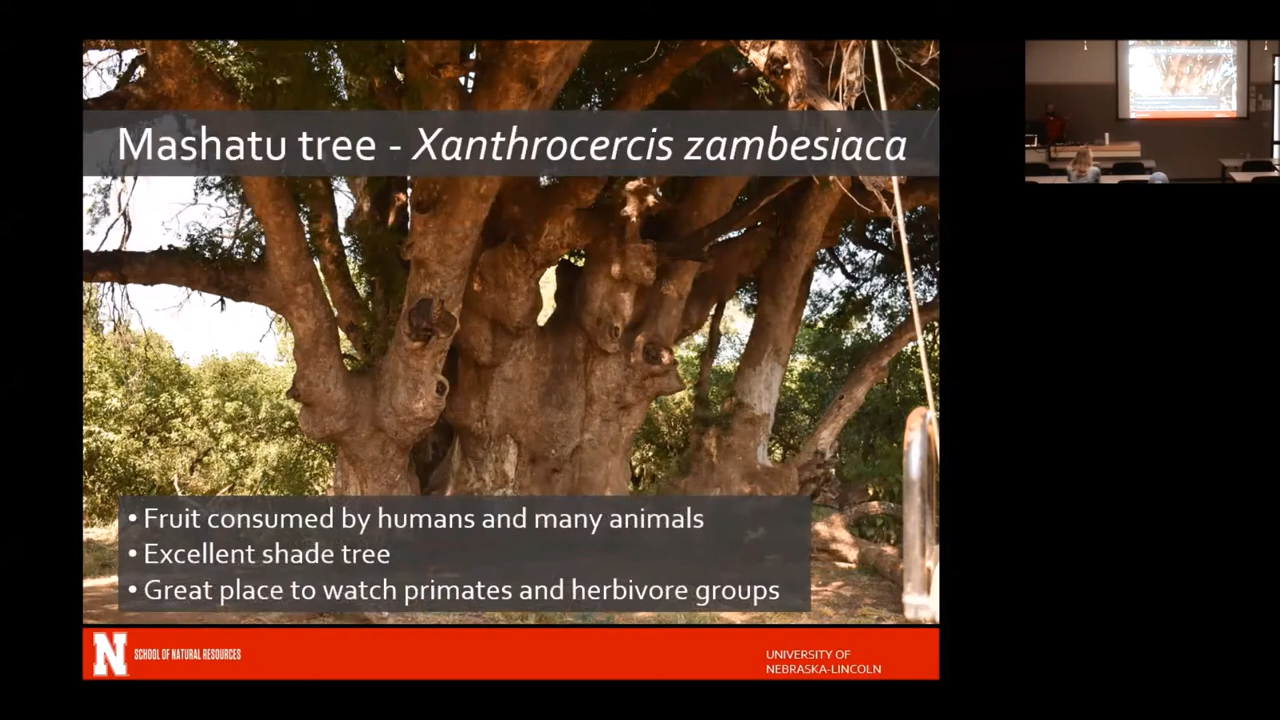 Mashatu tree - Xanthrocercis zambesiaca
• Fruit consumed by humans and many animals
• Excellent shade tree
• Great place to watch primates and herbivore groups
N SCHOOL OF NATURAL RESOURCES
UNIVERSITY OF
NEBRASKA-LINCOLN